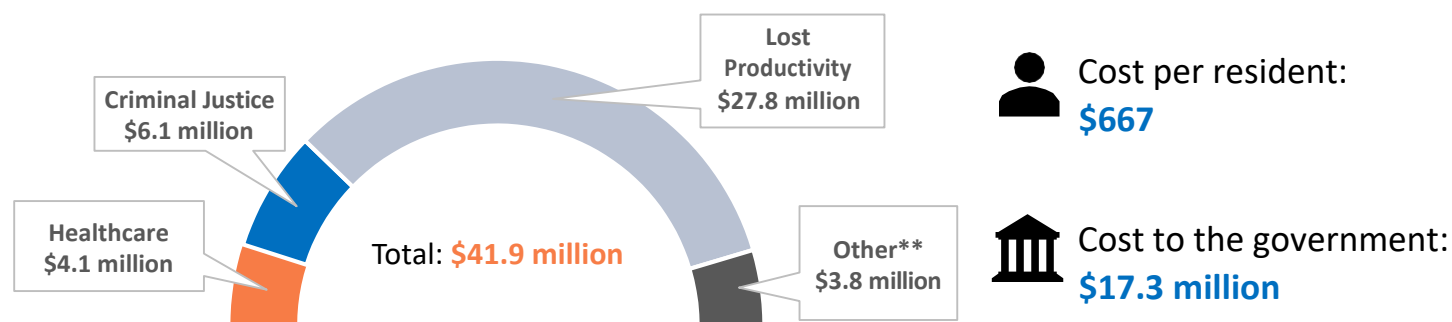 Lost
Productivity
$27.8 million
Criminal Justice
$6.1 million
Healthcare
$4.1 million
Total: $41.9 million
Other**
$3.8 million
Cost per resident:
$667
Cost to the government:
$17.3 million